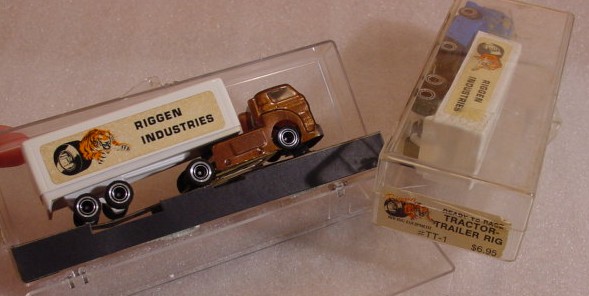 RIGGEN
INDUSTRIES
RIGGEN
INDUSTRIES
READY TO RACE
TRACTOR-
TRAILER RIG
#TT-1
$6.95